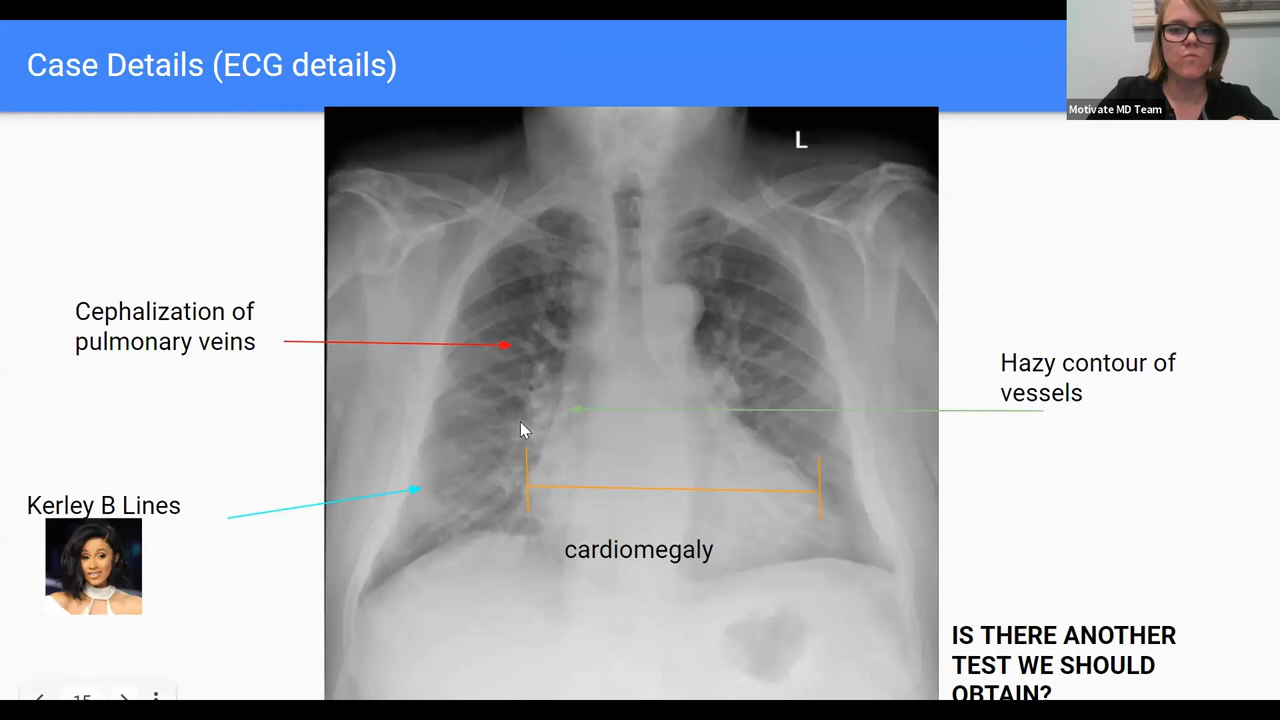 Case Details (ECG details)
Motivate MD Team
L
Cephalization of
pulmonary veins
Hazy contour of
vessels
Kerley B Lines
cardiomegaly
IS THERE ANOTHER
TEST WE SHOULD
OBTAIN?
15